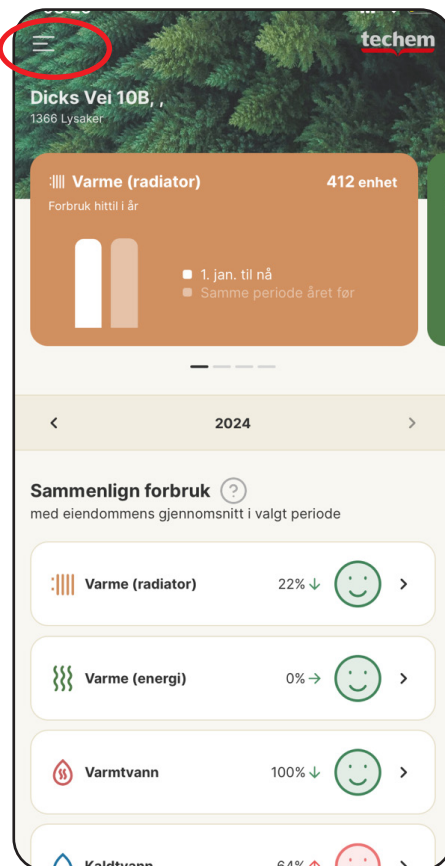 techem
Dicks Vei 10B, ,
1366 Lysaker
Varme (radiator) 412 enhet
Forbruk hittil i år
1. jan. til nå
Samme periode året før
2024
Sammenlign forbruk ?
med eiendommens gjennomsnitt i valgt periode
Varme (radiator) 22% ↓
Varme (energi) 0% →
Varmtvann 100% ↓
Kaldtvann 64% ↑